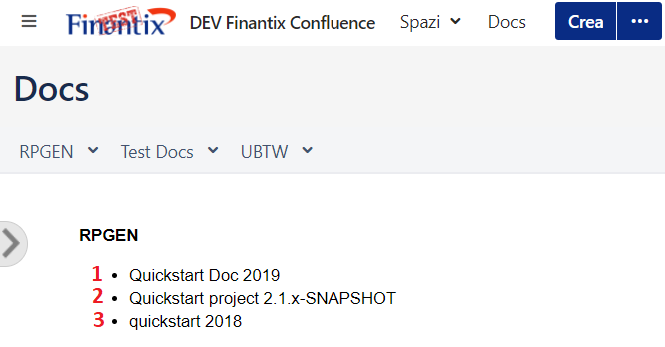 Finantix TEST DEV Finantix Confluence Spazi Docs Crea ...
Docs
RPGEN Test Docs UBTW
RPGEN
1 • Quickstart Doc 2019
2 • Quickstart project 2.1.x-SNAPSHOT
3 • quickstart 2018